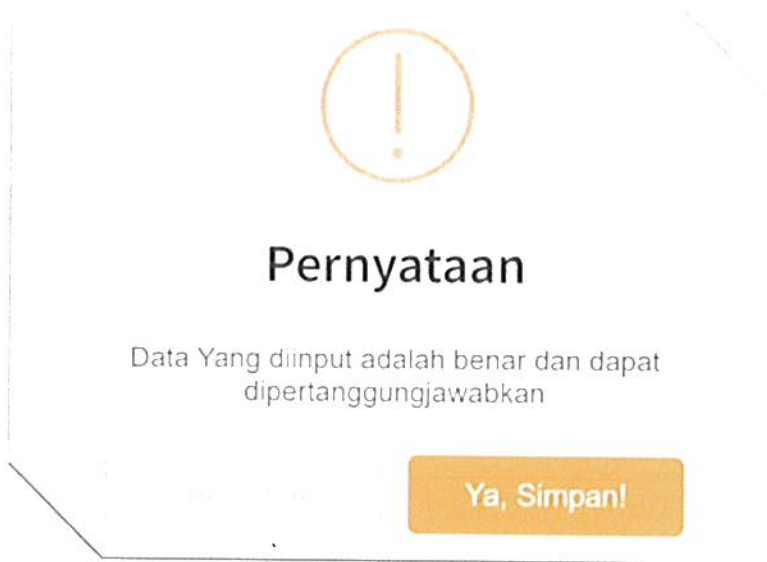 Pernyataan
Data Yang diinput adalah benar dan dapat
dipertanggungjawabkan
Ya, Simpan!